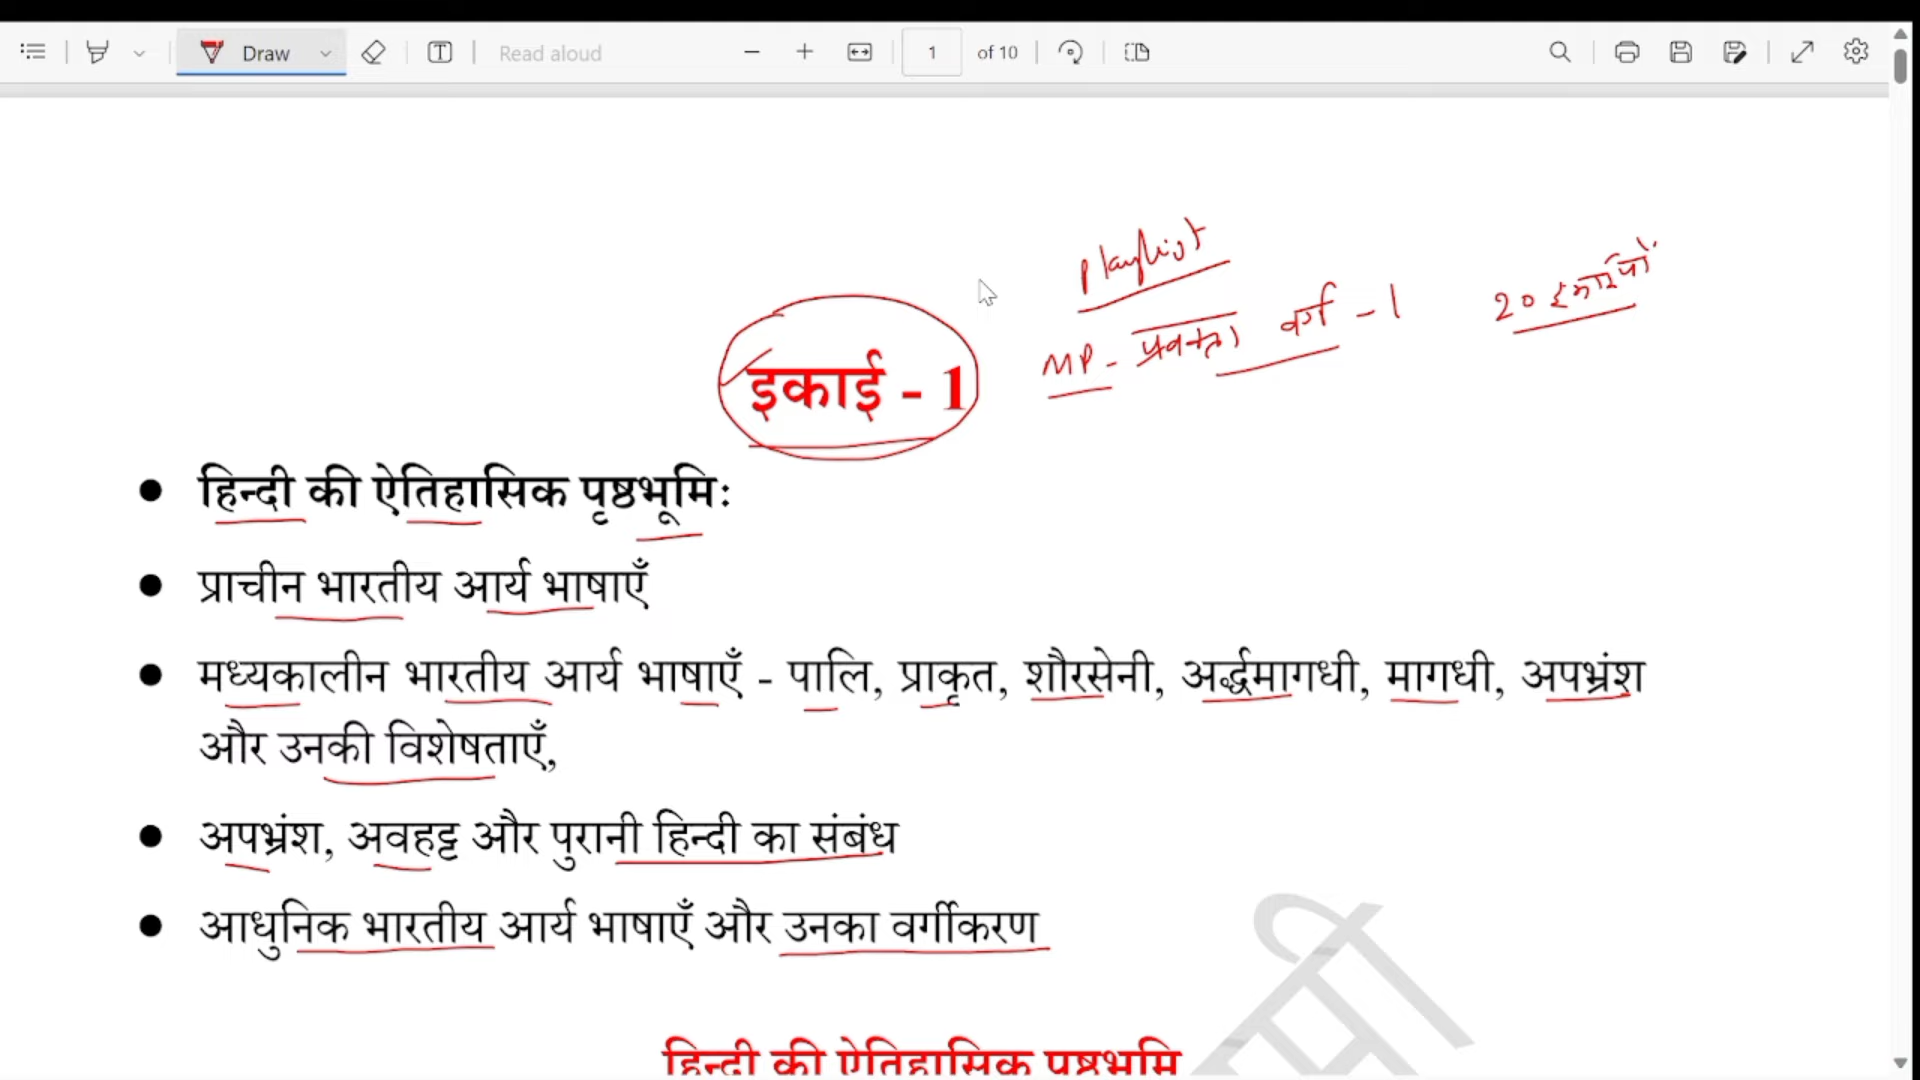 Draw
Read aloud
1 of 10
Playlist
MP - प्रवक्ता वर्ग - 1
20 इकाईयों
इकाई - 1
● हिन्दी की ऐतिहासिक पृष्ठभूमि:
● प्राचीन भारतीय आर्य भाषाएँ
● मध्यकालीन भारतीय आर्य भाषाएँ - पालि, प्राकृत, शौरसेनी, अर्द्धमागधी, मागधी, अपभ्रंश
और उनकी विशेषताएँ,
● अपभ्रंश, अवहट्ट और पुरानी हिन्दी का संबंध
● आधुनिक भारतीय आर्य भाषाएँ और उनका वर्गीकरण
हिन्दी की ऐतिहासिक पृष्ठभूमि